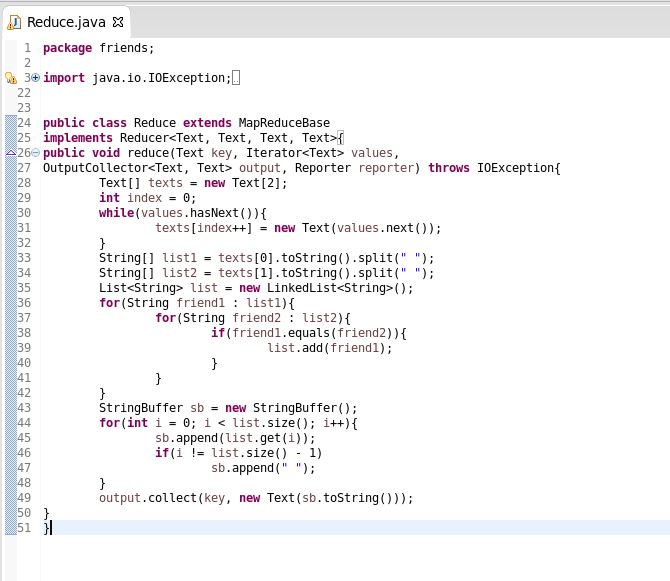 Reduce.java
1 package friends;
2
3 import java.io.IOException;
22
23
24 public class Reduce extends MapReduceBase
25 implements Reducer<Text, Text, Text, Text>{
26 public void reduce(Text key, Iterator<Text> values,
27 OutputCollector<Text, Text> output, Reporter reporter) throws IOException{
28         Text[] texts = new Text[2];
29         int index = 0;
30         while(values.hasNext()){
31                 texts[index++] = new Text(values.next());
32         }
33         String[] list1 = texts[0].toString().split(" ");
34         String[] list2 = texts[1].toString().split(" ");
35         List<String> list = new LinkedList<String>();
36         for(String friend1 : list1){
37                 for(String friend2 : list2){
38                         if(friend1.equals(friend2)){
39                                 list.add(friend1);
40                         }
41                 }
42         }
43         StringBuffer sb = new StringBuffer();
44         for(int i = 0; i < list.size(); i++){
45                 sb.append(list.get(i));
46                 if(i != list.size() - 1)
47                         sb.append(" ");
48         }
49         output.collect(key, new Text(sb.toString()));
50 }
51 }